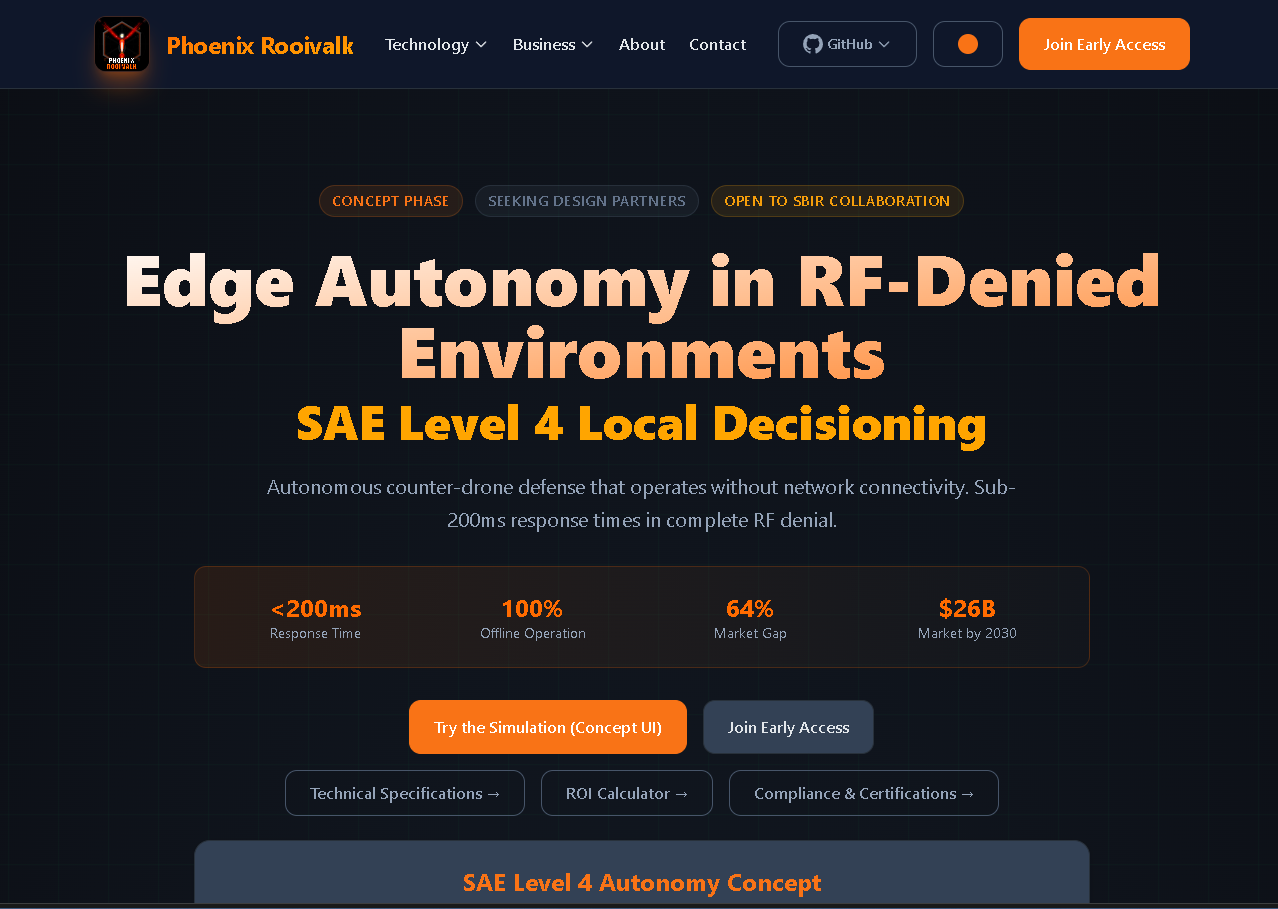 PHOENIX
ROOIVALK
Phoenix Rooivalk
Technology
Business
About
Contact
GitHub
Join Early Access
CONCEPT PHASE
SEEKING DESIGN PARTNERS
OPEN TO SBIR COLLABORATION
Edge Autonomy in RF-Denied
Environments
SAE Level 4 Local Decisioning
Autonomous counter-drone defense that operates without network connectivity. Sub-
200ms response times in complete RF denial.
<200ms
Response Time
100%
Offline Operation
64%
Market Gap
$26B
Market by 2030
Try the Simulation (Concept UI)
Join Early Access
Technical Specifications →
ROI Calculator →
Compliance & Certifications →
SAE Level 4 Autonomy Concept